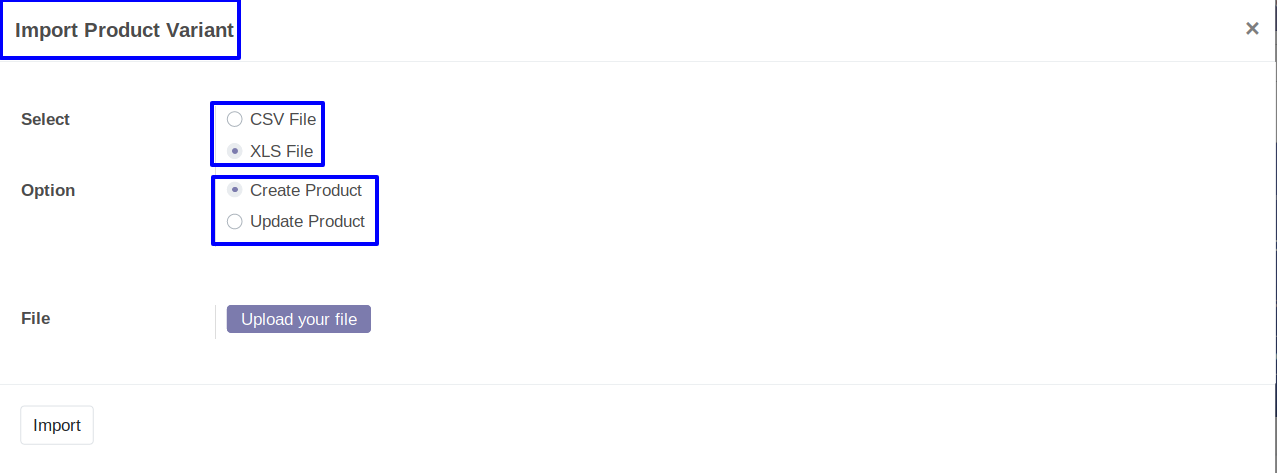 Import Product Variant ×
Select CSV File
XLS File
Option Create Product
Update Product
File Upload your file
Import